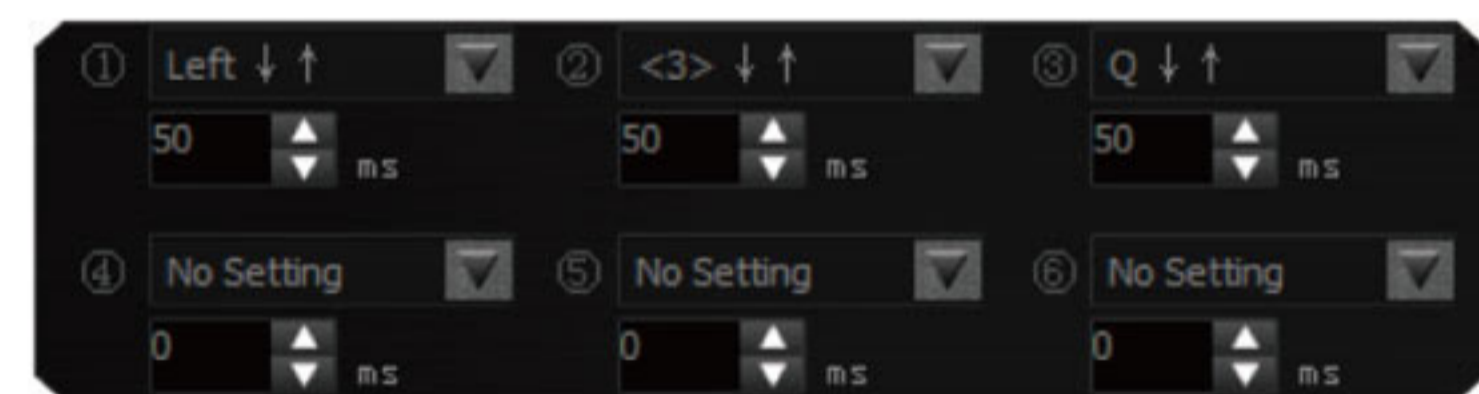 ① Left ↓ ↑ ② <3> ↓ ↑ ③ Q ↓ ↑
50 ms 50 ms 50 ms
④ No Setting ⑤ No Setting ⑥ No Setting
0 ms 0 ms 0 ms